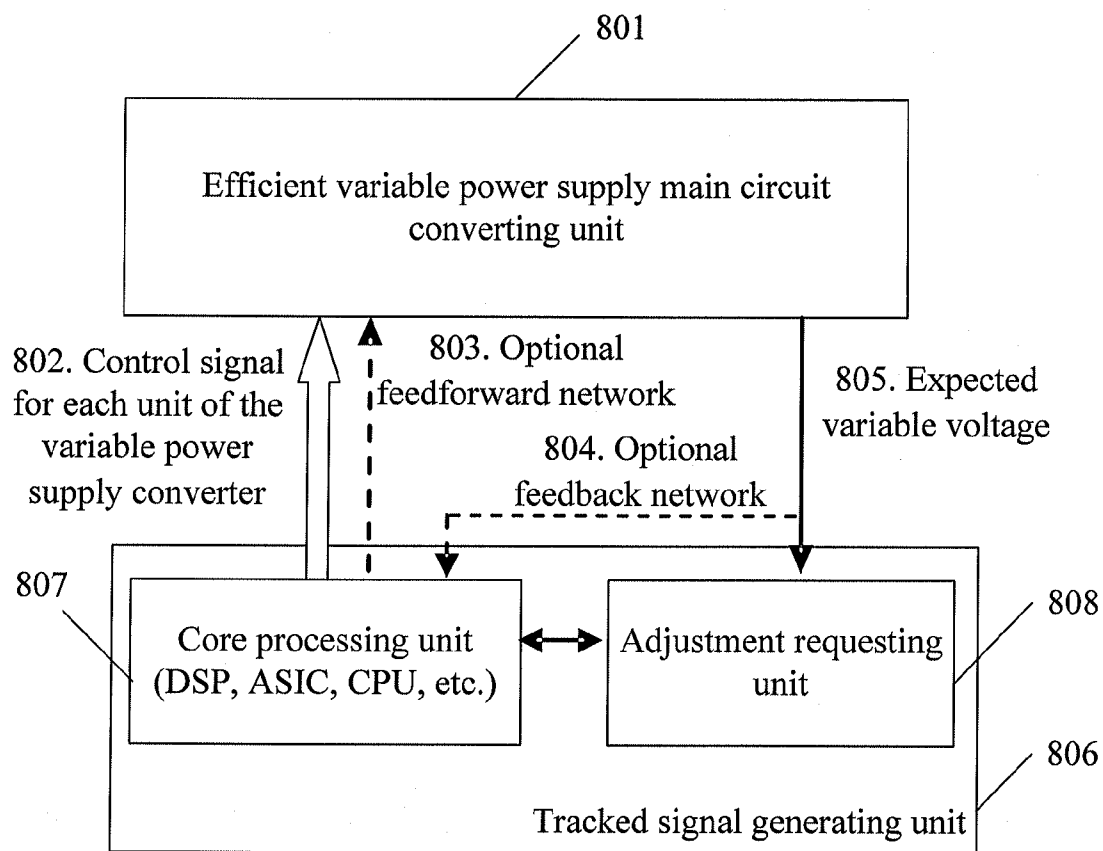 801
Efficient variable power supply main circuit
converting unit
802. Control signal
for each unit of the
variable power
supply converter
803. Optional
feedforward network
804. Optional
feedback network
805. Expected
variable voltage
807
Core processing unit
(DSP, ASIC, CPU, etc.)
Adjustment requesting
unit
808
806
Tracked signal generating unit